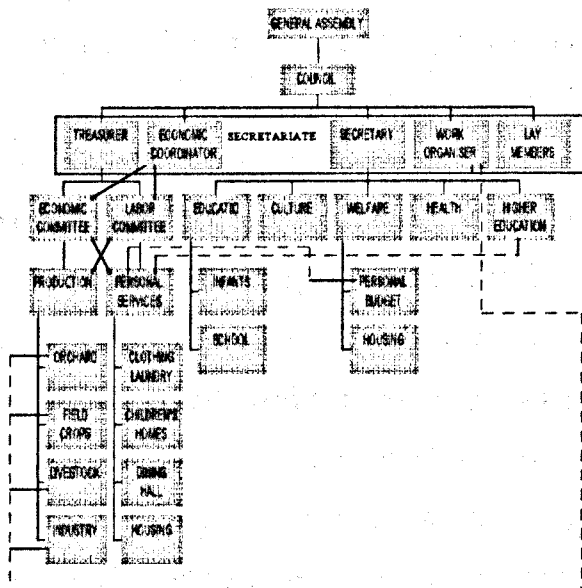 GENERAL ASSEMBLY
COUNCIL
TREASURER
ECONOMIC
COORDINATOR
SECRETARIATE
SECRETARY
WORK
ORGANISER
LAY
MEMBERS
ECONOMIC
COMMITTEE
LABOR
COMMITTEE
EDUCATIO
CULTURE
WELFARE
HEALTH
HIGHER
EDUCATION
PRODUCTION
PERSONAL
SERVICES
INFANTS
PERSONAL
BUDGET
SCHOOL
HOUSING
ORCHARD
CLOTHING
LAUNDRY
FIELD
CROPS
CHILDREN'S
HOMES
LIVESTOCK
DINING
HALL
INDUSTRY
HOUSING